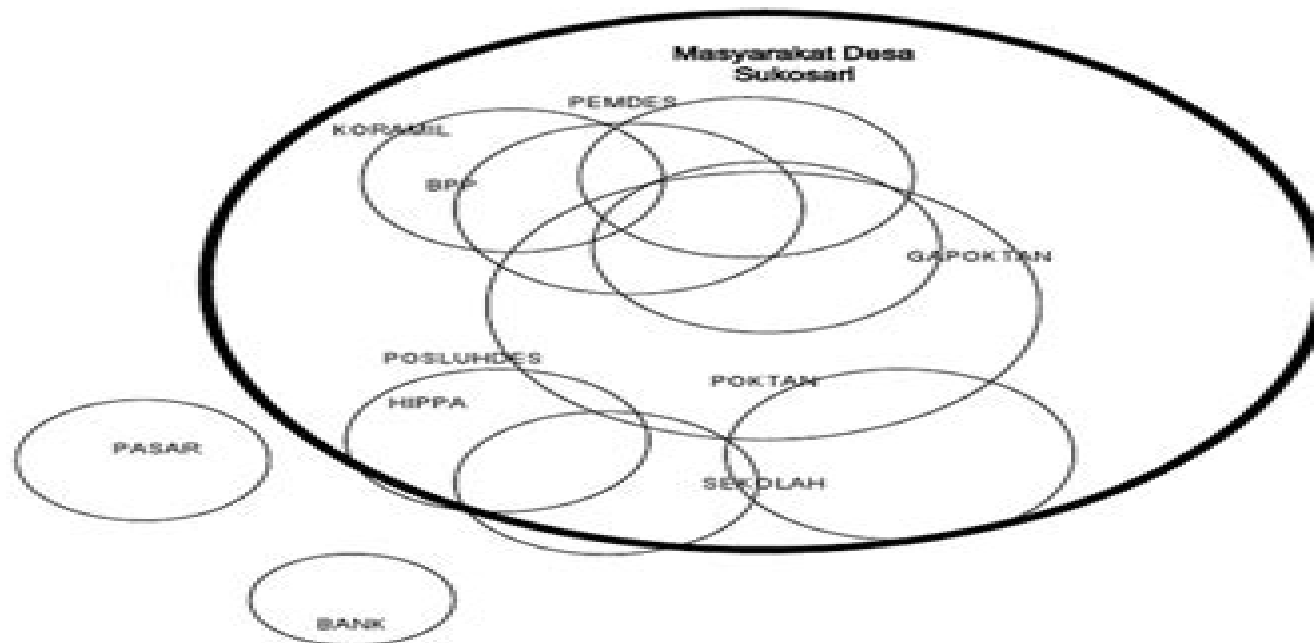 Masyarakat Desa
Sukosari
PEMDES
KORAMIL
BPP
GAPOKTAN
POSLUHDES
POKTAN
HIPPA
PASAR
SEKOLAH
BANK